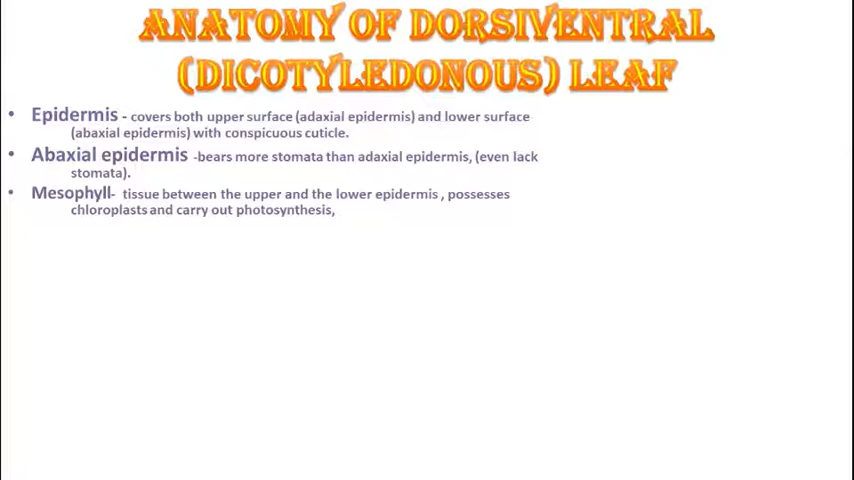 ANATOMY OF DORSIVENTRAL
(DICOTYLEDONOUS) LEAF
• Epidermis - covers both upper surface (adaxial epidermis) and lower surface
(abaxial epidermis) with conspicuous cuticle.
• Abaxial epidermis -bears more stomata than adaxial epidermis, (even lack
stomata).
• Mesophyll- tissue between the upper and the lower epidermis , possesses
chloroplasts and carry out photosynthesis,